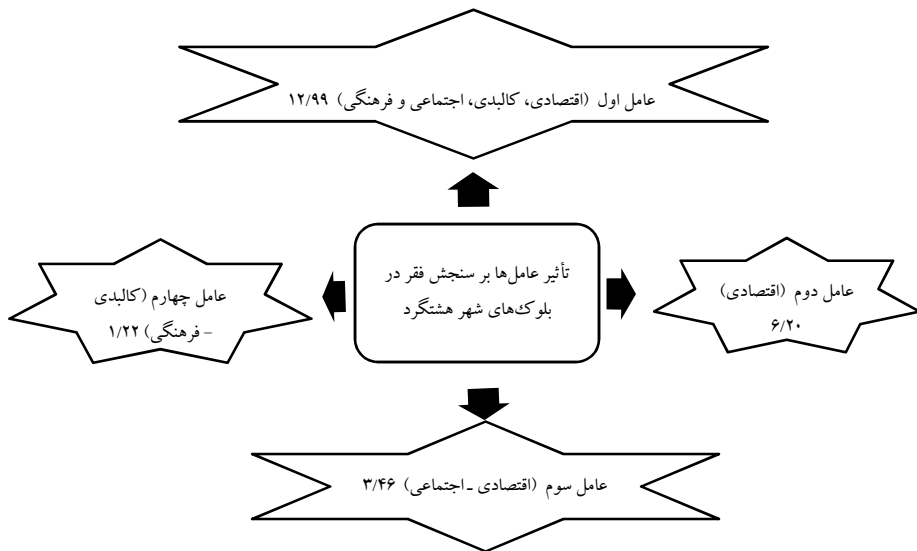 عامل اول (اقتصادی، کالبدی، اجتماعی و فرهنگی) ۱۲/۹۹
تأثیر عامل‌ها بر سنجش فقر در
بلوك‌های شهر هشتگرد
عامل دوم (اقتصادی)
۶/۲۰
عامل چهارم (کالبدی
- فرهنگی) ۱/۲۲
عامل سوم (اقتصادی - اجتماعی) ۳/۴۶